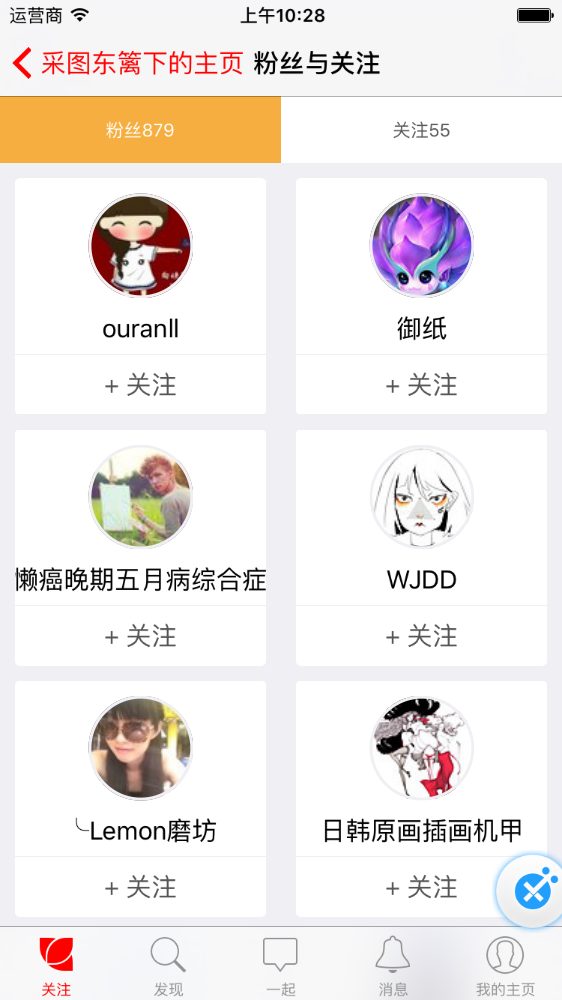 运营商 上午10:28
采图东篱下的主页 粉丝与关注
粉丝879 关注55
ouranll 御纸
+ 关注 + 关注
懒癌晚期五月病综合症 WJDD
+ 关注 + 关注
╰Lemon磨坊 日韩原画插画机甲
+ 关注 + 关注
关注 发现 一起 消息 我的主页